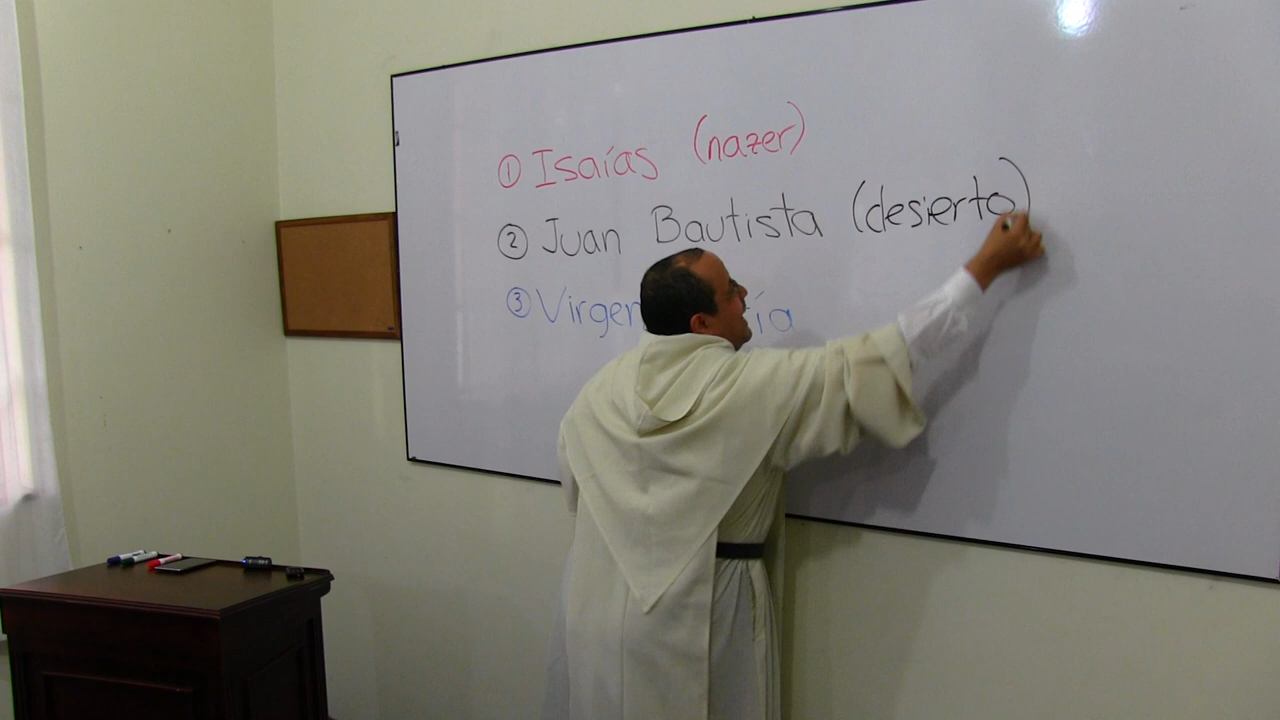 ① Isaías (nazer)
② Juan Bautista (desierto)
③ Virgen